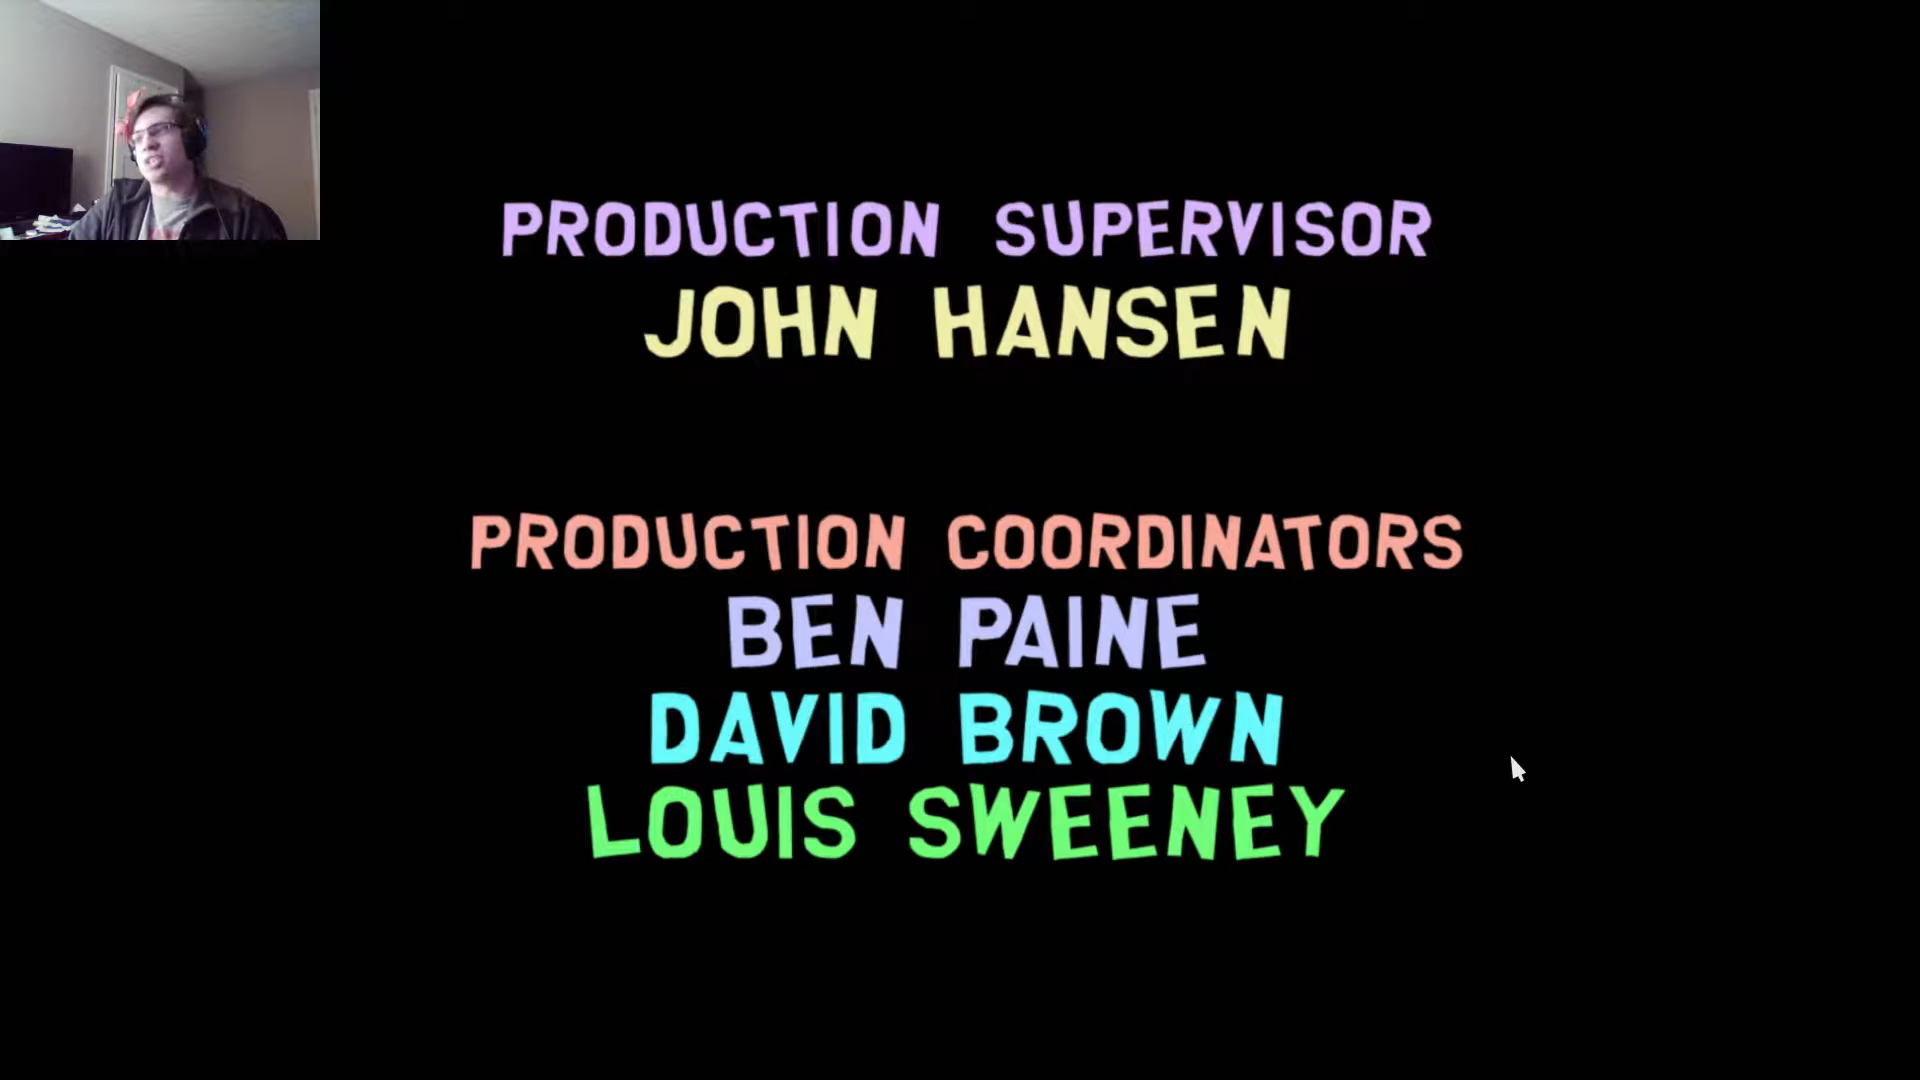 PRODUCTION SUPERVISOR
JOHN HANSEN
PRODUCTION COORDINATORS
BEN PAINE
DAVID BROWN
LOUIS SWEENEY